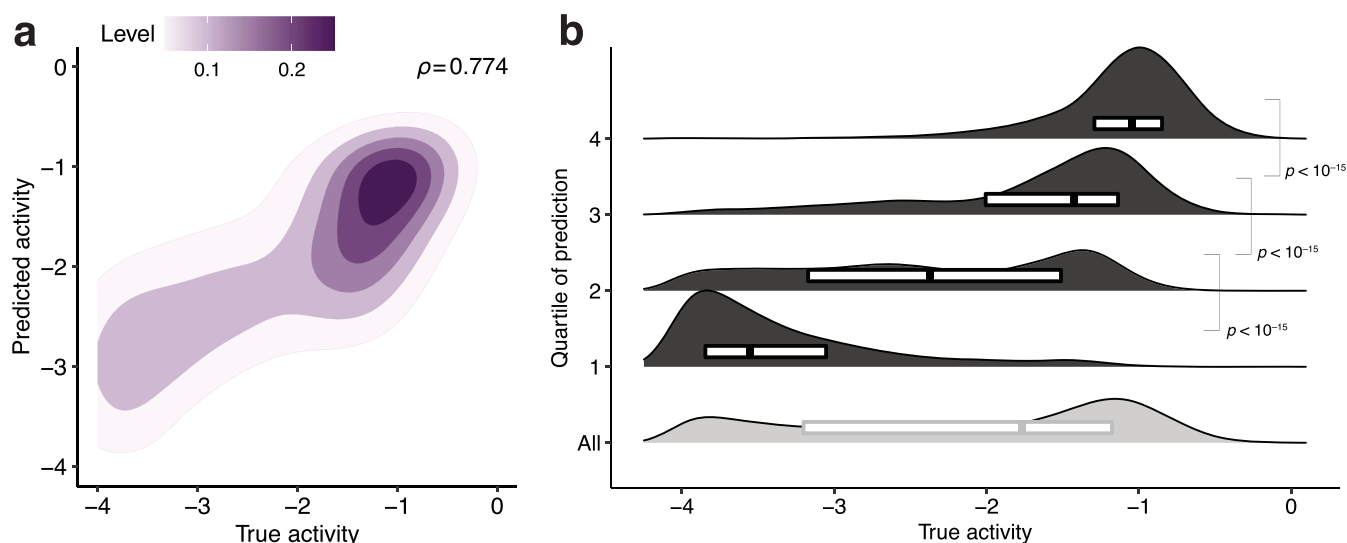 a
Level
0.1 0.2
ρ=0.774
Predicted activity
0
−1
−2
−3
−4
−4 −3 −2 −1 0
True activity
b
Quartile of prediction
4
3
2
1
All
p < 10⁻¹⁵
p < 10⁻¹⁵
p < 10⁻¹⁵
−4 −3 −2 −1 0
True activity